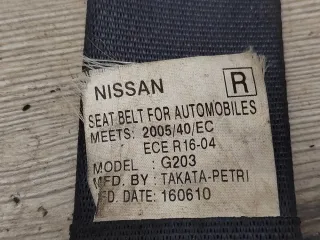 NISSAN R
SEAT BELT FOR AUTOMOBILES
MEETS: 2005/40/EC
ECE R16-04
MODEL : G203
MFD. BY : TAKATA-PETRI
FD. DATE: 160610